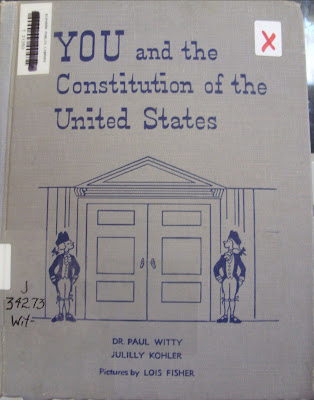 YOU and the
Constitution of the
United States
J
342.73
Wit-
DR. PAUL WITTY
JULILLY KOHLER
Pictures by LOIS FISHER
X